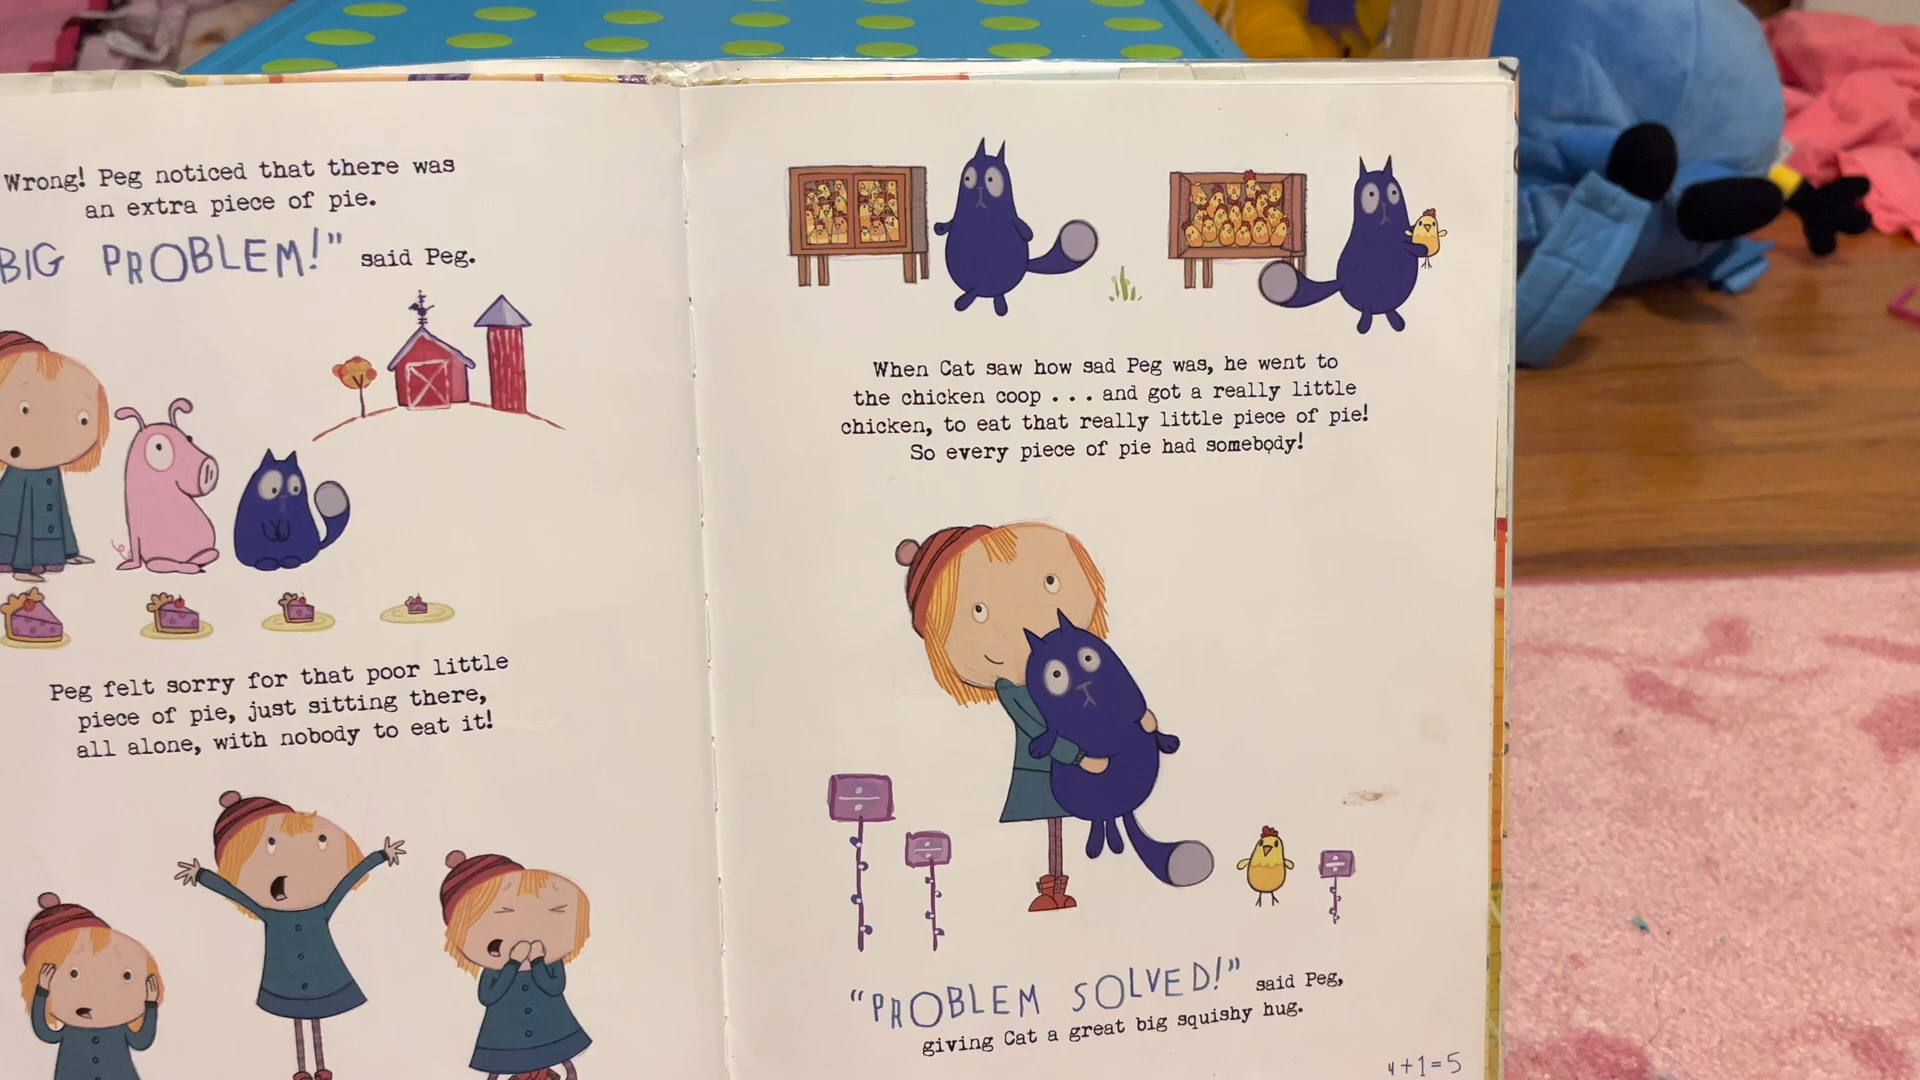 Wrong! Peg noticed that there was
an extra piece of pie.
BIG PROBLEM!” said Peg.
Peg felt sorry for that poor little
piece of pie, just sitting there,
all alone, with nobody to eat it!
When Cat saw how sad Peg was, he went to
the chicken coop . . . and got a really little
chicken, to eat that really little piece of pie!
So every piece of pie had somebody!
“PROBLEM SOLVED!” said Peg,
giving Cat a great big squishy hug.
4+1=5